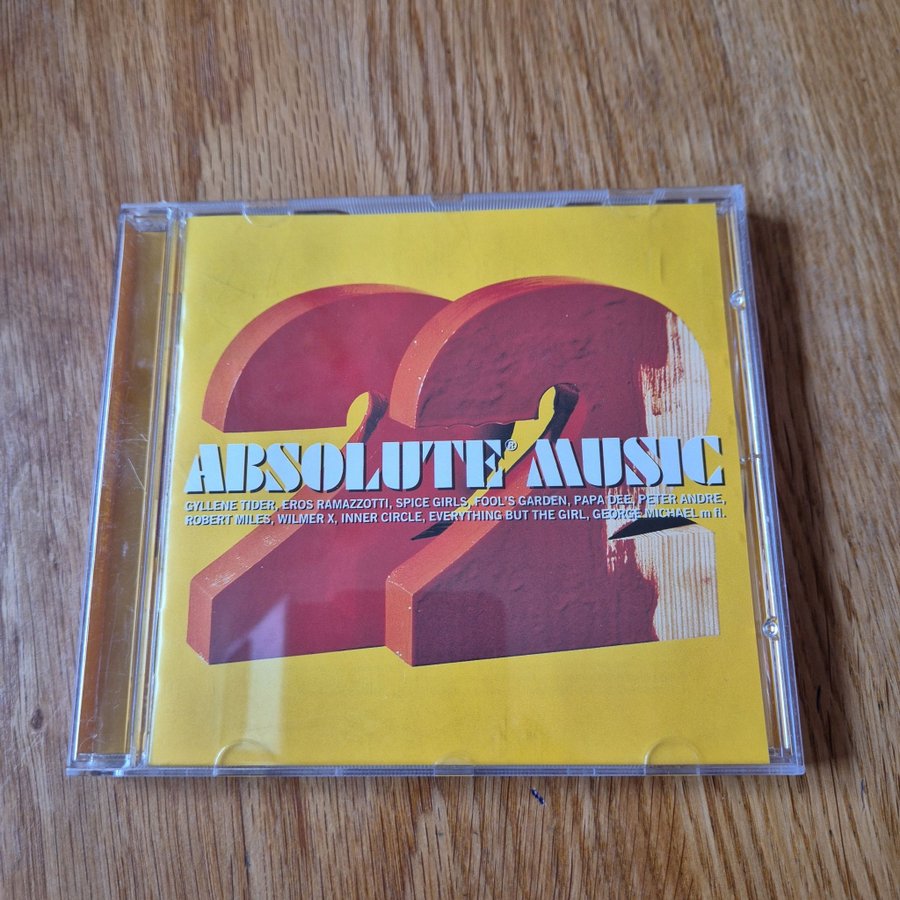 22
ABSOLUTE® MUSIC
GYLLENE TIDER, EROS RAMAZZOTTI, SPICE GIRLS, FOOL'S GARDEN, PAPA DEE, PETER ANDRE,
ROBERT MILES, WILMER X, INNER CIRCLE, EVERYTHING BUT THE GIRL, GEORGE MICHAEL m fl.